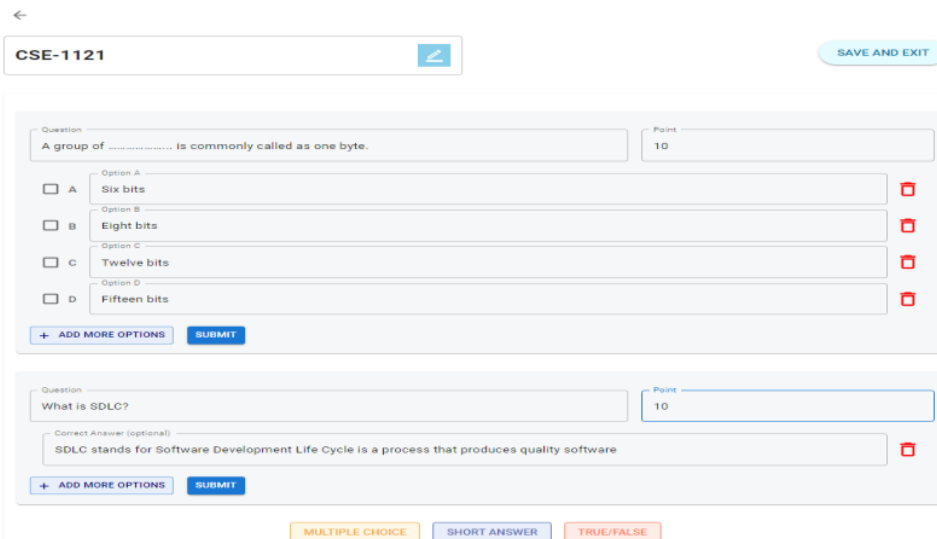 CSE-1121
SAVE AND EXIT
Question
Point
A group of ..................... is commonly called as one byte.
10
Option A
A
Six bits
Option B
B
Eight bits
Option C
C
Twelve bits
Option D
D
Fifteen bits
+ ADD MORE OPTIONS
SUBMIT
Question
Point
What is SDLC?
10
Correct Answer (optional)
SDLC stands for Software Development Life Cycle is a process that produces quality software
+ ADD MORE OPTIONS
SUBMIT
MULTIPLE CHOICE
SHORT ANSWER
TRUE/FALSE